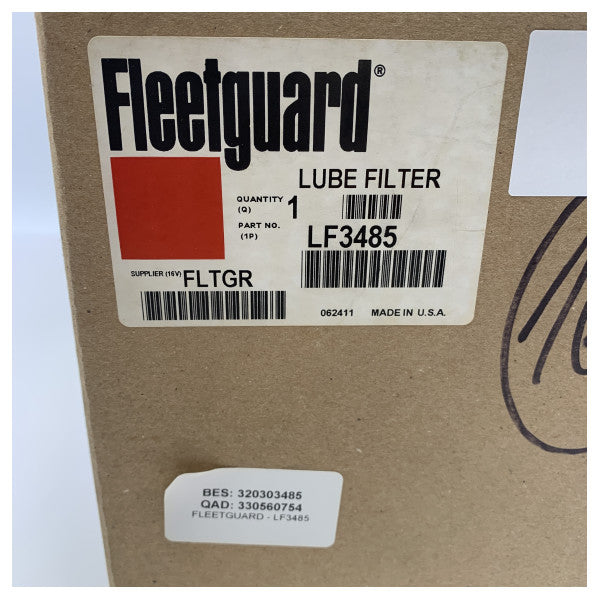 Fleetguard®
LUBE FILTER
QUANTITY 1
(Q)
PART NO. LF3485
(1P)
SUPPLIER (16V) FLTGR
062411 MADE IN U.S.A.
BES: 320303485
QAD: 330560754
FLEETGUARD - LF3485